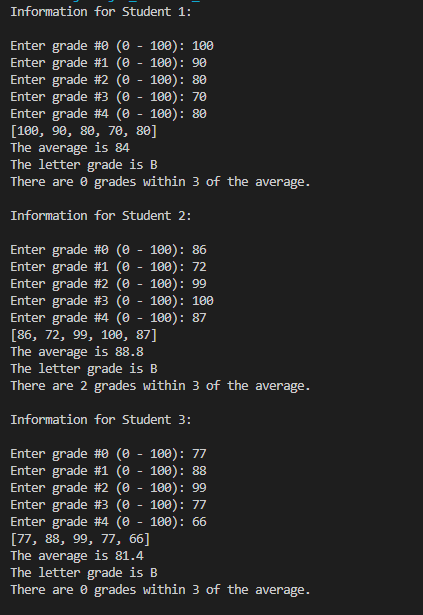 Information for Student 1:
Enter grade #0 (0 - 100): 100
Enter grade #1 (0 - 100): 90
Enter grade #2 (0 - 100): 80
Enter grade #3 (0 - 100): 70
Enter grade #4 (0 - 100): 80
[100, 90, 80, 70, 80]
The average is 84
The letter grade is B
There are 0 grades within 3 of the average.
Information for Student 2:
Enter grade #0 (0 - 100): 86
Enter grade #1 (0 - 100): 72
Enter grade #2 (0 - 100): 99
Enter grade #3 (0 - 100): 100
Enter grade #4 (0 - 100): 87
[86, 72, 99, 100, 87]
The average is 88.8
The letter grade is B
There are 2 grades within 3 of the average.
Information for Student 3:
Enter grade #0 (0 - 100): 77
Enter grade #1 (0 - 100): 88
Enter grade #2 (0 - 100): 99
Enter grade #3 (0 - 100): 77
Enter grade #4 (0 - 100): 66
[77, 88, 99, 77, 66]
The average is 81.4
The letter grade is B
There are 0 grades within 3 of the average.